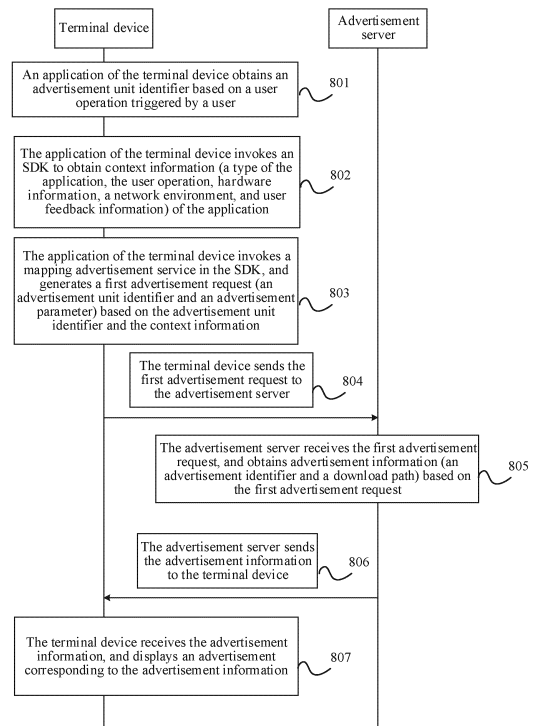 Terminal device
Advertisement
server
An application of the terminal device obtains an
advertisement unit identifier based on a user
operation triggered by a user
801
The application of the terminal device invokes an
SDK to obtain context information (a type of the
application, the user operation, hardware
information, a network environment, and user
feedback information) of the application
802
The application of the terminal device invokes a
mapping advertisement service in the SDK, and
generates a first advertisement request (an
advertisement unit identifier and an advertisement
parameter) based on the advertisement unit
identifier and the context information
803
The terminal device sends the
first advertisement request to
the advertisement server
804
The advertisement server receives the first advertisement
request, and obtains advertisement information (an
advertisement identifier and a download path) based on
the first advertisement request
805
The advertisement server sends
the advertisement information
to the terminal device
806
The terminal device receives the advertisement
information, and displays an advertisement
corresponding to the advertisement information
807